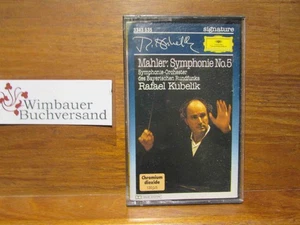 signature
Mahler: Symphonie No.5
Symphonie-Orchester
des Bayerischen Rundfunks
Rafael Kubelik
Wimbauer
Buchversand
Chromium
dioxide